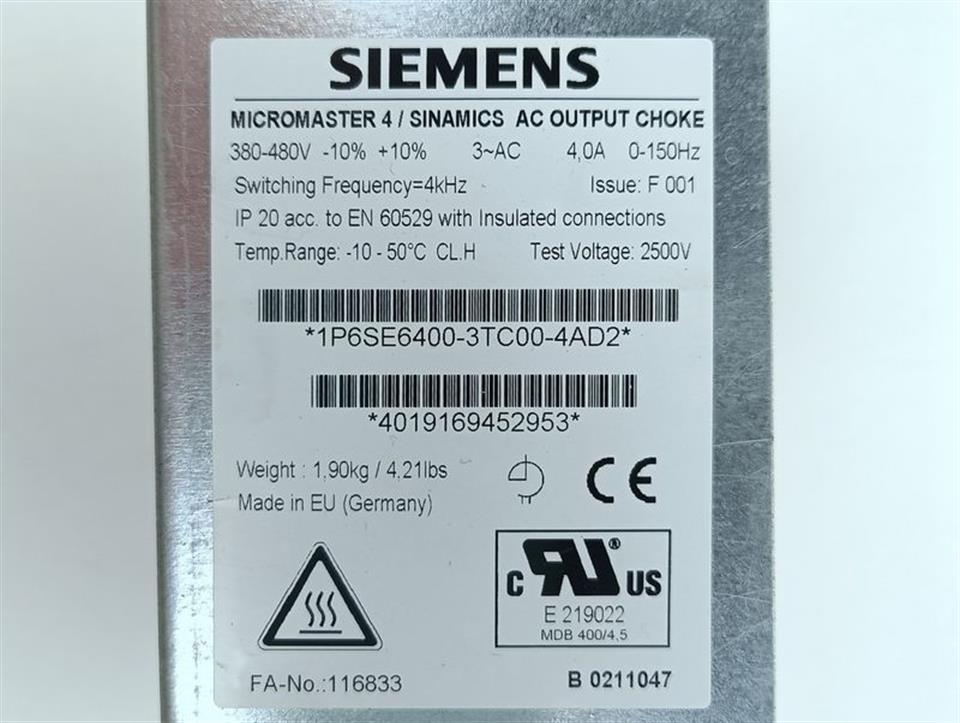 SIEMENS
MICROMASTER 4 / SINAMICS AC OUTPUT CHOKE
380-480V -10% +10% 3~AC 4,0A 0-150Hz
Switching Frequency=4kHz Issue: F 001
IP 20 acc. to EN 60529 with Insulated connections
Temp.Range: -10 - 50°C CL.H Test Voltage: 2500V
*1P6SE6400-3TC00-4AD2*
*4019169452953*
Weight : 1,90kg / 4,21lbs
CE
Made in EU (Germany)
C RU ® US
E 219022
MDB 400/4,5
FA-No.:116833 B 0211047